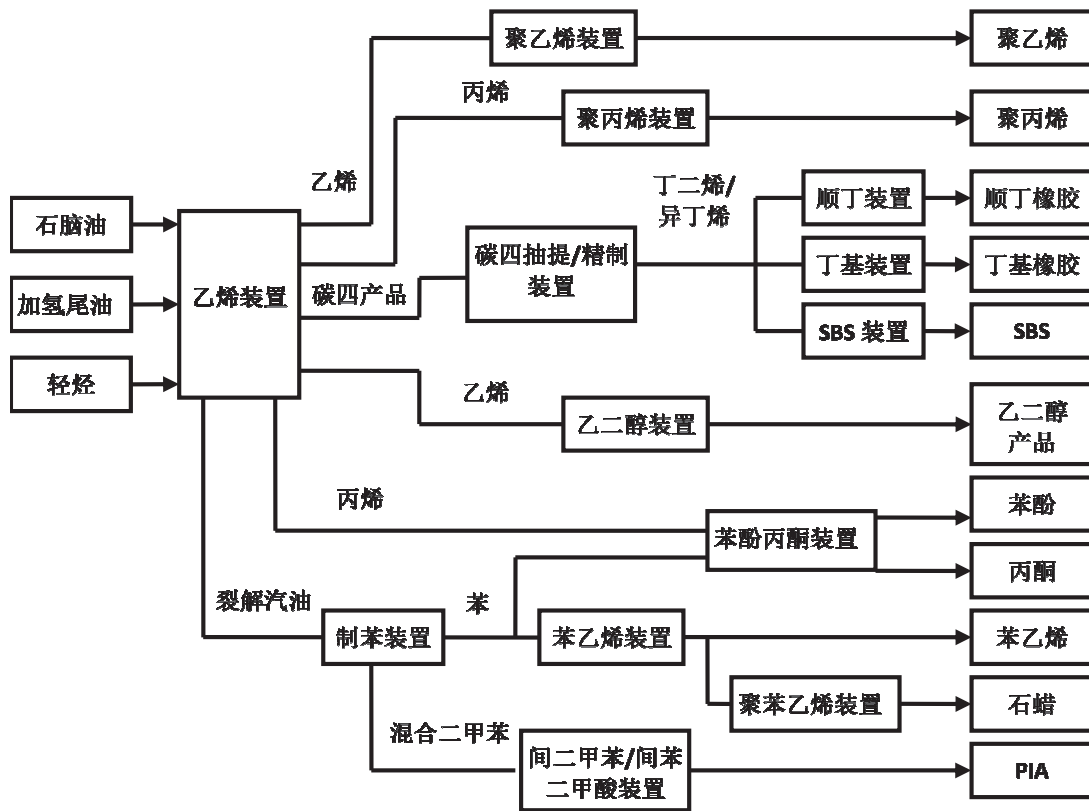 聚乙烯装置
聚乙烯
丙烯
聚丙烯装置
聚丙烯
乙烯
丁二烯/
异丁烯
顺丁装置
顺丁橡胶
石脑油
碳四抽提/精制
装置
丁基装置
丁基橡胶
加氢尾油
乙烯装置
碳四产品
SBS 装置
SBS
轻烃
乙烯
乙二醇装置
乙二醇
产品
丙烯
苯酚丙酮装置
苯酚
丙酮
裂解汽油
苯
制苯装置
苯乙烯装置
苯乙烯
聚苯乙烯装置
石蜡
混合二甲苯
间二甲苯/间苯
二甲酸装置
PIA